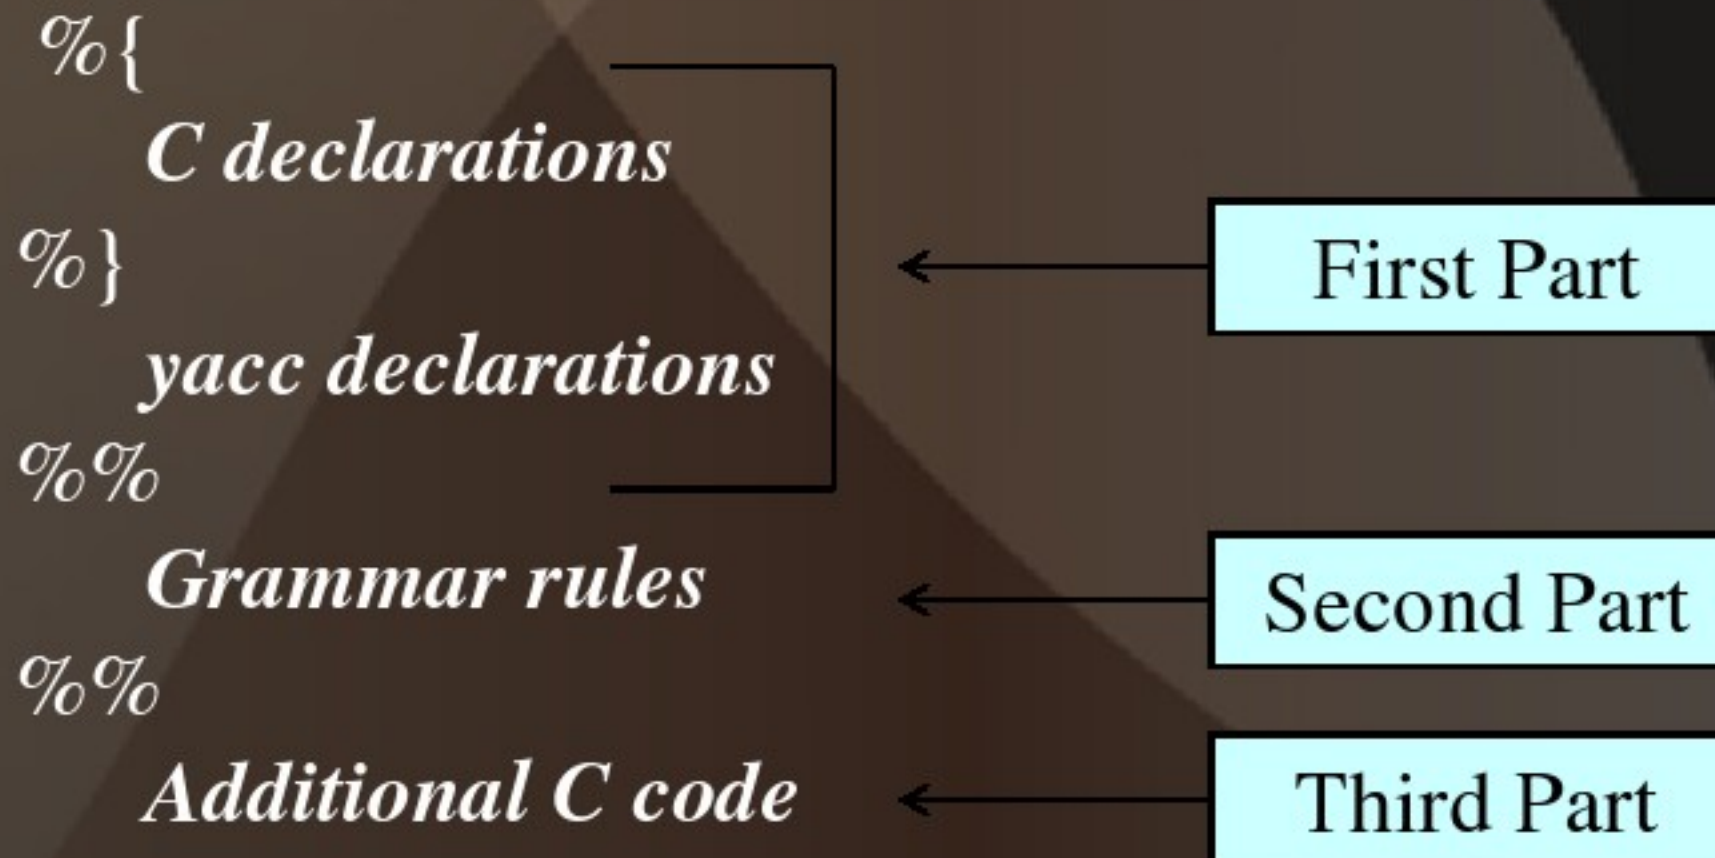 %{
C declarations
%}
First Part
yacc declarations
%%
Grammar rules
Second Part
%%
Additional C code
Third Part